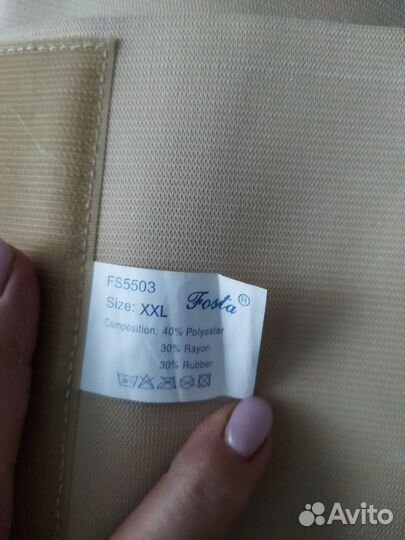 FS5503
Size: XXL Fosta®
Composition: 40% Polyester
30% Rayon
30% Rubber
Avito